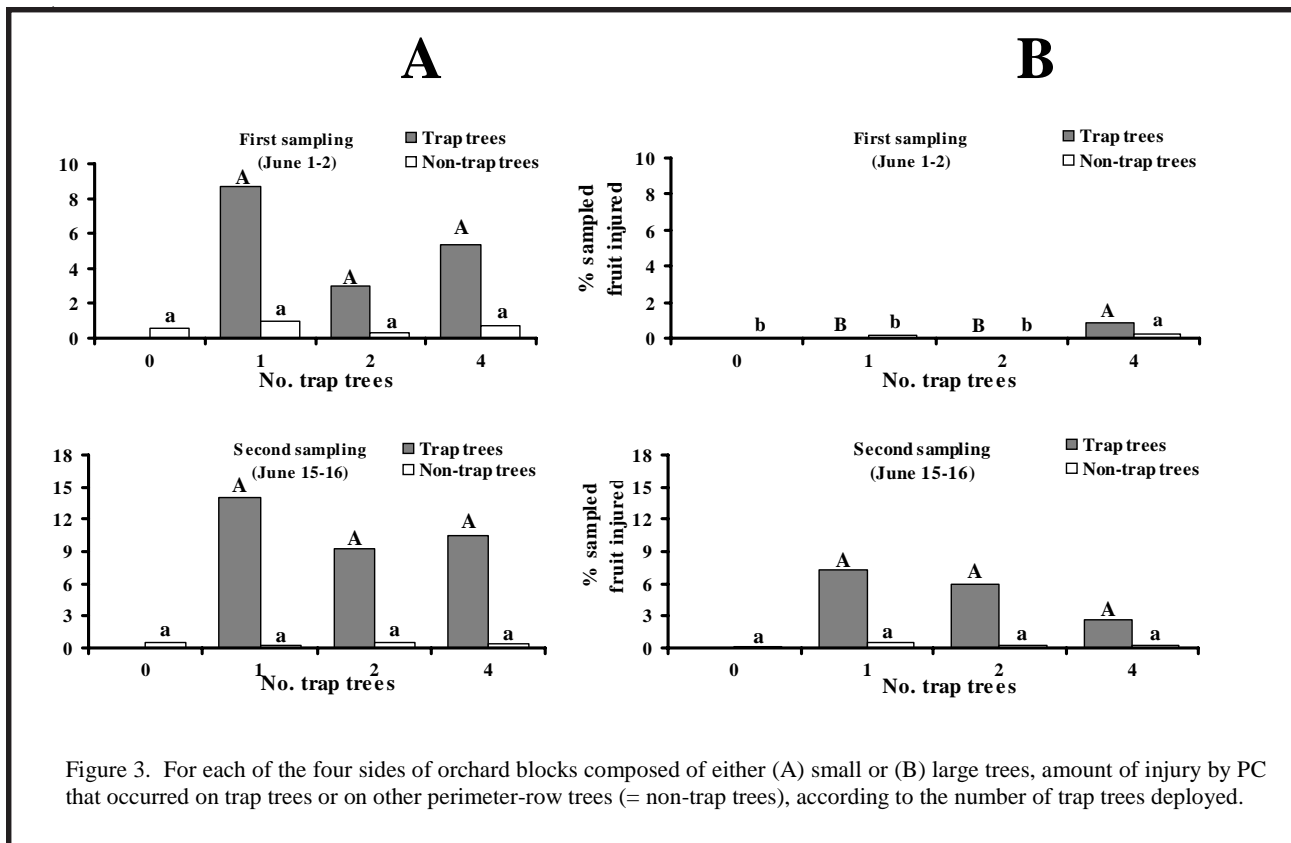 A
B
First sampling
(June 1-2)
Trap trees
Non-trap trees
10
8
6
4
2
0
A
a
A
a
A
a
a
0
1
2
4
No. trap trees
First sampling
(June 1-2)
Trap trees
Non-trap trees
% sampled
fruit injured
10
8
6
4
2
0
b
B
b
B
b
A
a
0
1
2
4
No. trap trees
Second sampling
(June 15-16)
Trap trees
Non-trap trees
18
15
12
9
6
3
0
a
A
a
A
a
A
a
0
1
2
4
No. trap trees
Second sampling
(June 15-16)
Trap trees
Non-trap trees
% sampled
fruit injured
18
15
12
9
6
3
0
a
A
a
A
a
A
a
0
1
2
4
No. trap trees
Figure 3. For each of the four sides of orchard blocks composed of either (A) small or (B) large trees, amount of injury by PC
that occurred on trap trees or on other perimeter-row trees (= non-trap trees), according to the number of trap trees deployed.